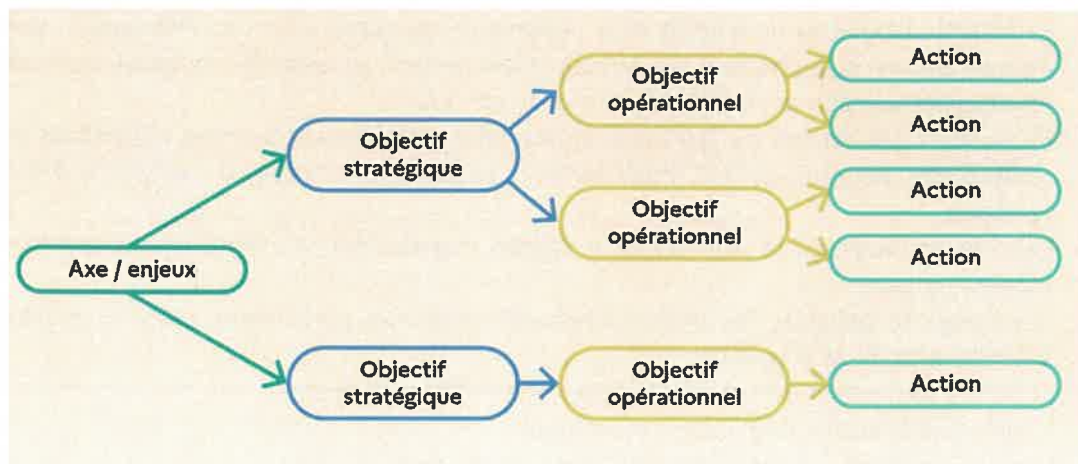 Axe / enjeux
Objectif
stratégique
Objectif
opérationnel
Action
Action
Objectif
opérationnel
Action
Action
Objectif
stratégique
Objectif
opérationnel
Action